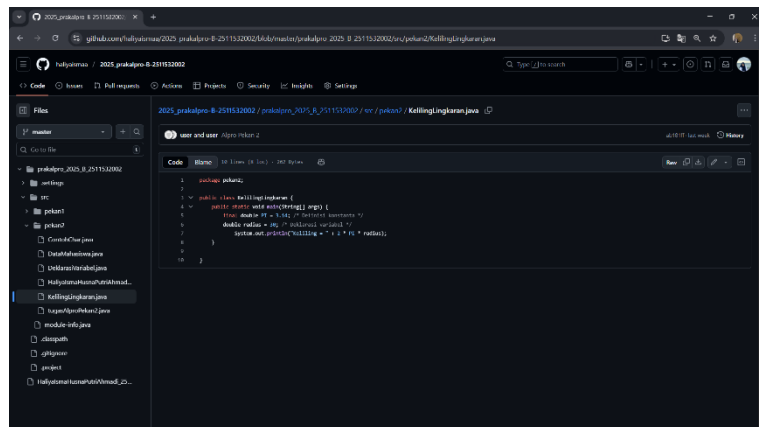 2025_prakalpro_B_2511532002
github.com/haliyaismaa/2025_prakalpro-B-2511532002/blob/master/prakalpro_2025_B_2511532002/src/pekan2/KelilingLingkaran.java
haliyaismaa / 2025_prakalpro-B-2511532002
Type / to search
Code Issues Pull requests Actions Projects Security Insights Settings
Files
master
Go to file
prakalpro_2025_B_2511532002
.settings
src
pekan1
pekan2
ContohChar.java
DataMahasiswa.java
DeklarasiVariabel.java
HaliyaIsmaHusnaPutriAhmad...
KelilingLingkaran.java
tugasAlproPekan2.java
module-info.java
.classpath
.gitignore
.project
HaliyaIsmaHusnaPutriAhmadi_25...
2025_prakalpro-B-2511532002 / prakalpro_2025_B_2511532002 / src / pekan2 / KelilingLingkaran.java
user and user Alpro Pekan 2
last week History
Code Blame 10 lines (8 loc) · 262 Bytes
Raw
1 package pekan2;
2
3 public class KelilingLingkaran {
4 public static void main(String[] args) {
5 final double PI = 3.14; /* Definisi konstanta */
6 double radius = 10; /* Deklarasi variabel */
7 System.out.println("Keliling = " + 2 * PI * radius);
8 }
9
10 }